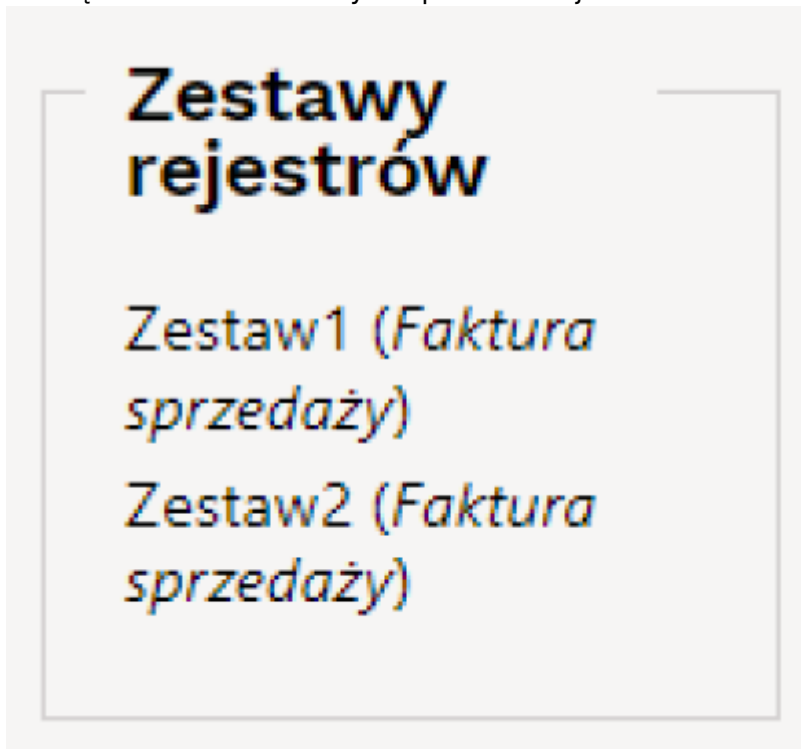 Zestawy
rejestrów
Zestaw1 (Faktura
sprzedaży)
Zestaw2 (Faktura
sprzedaży)